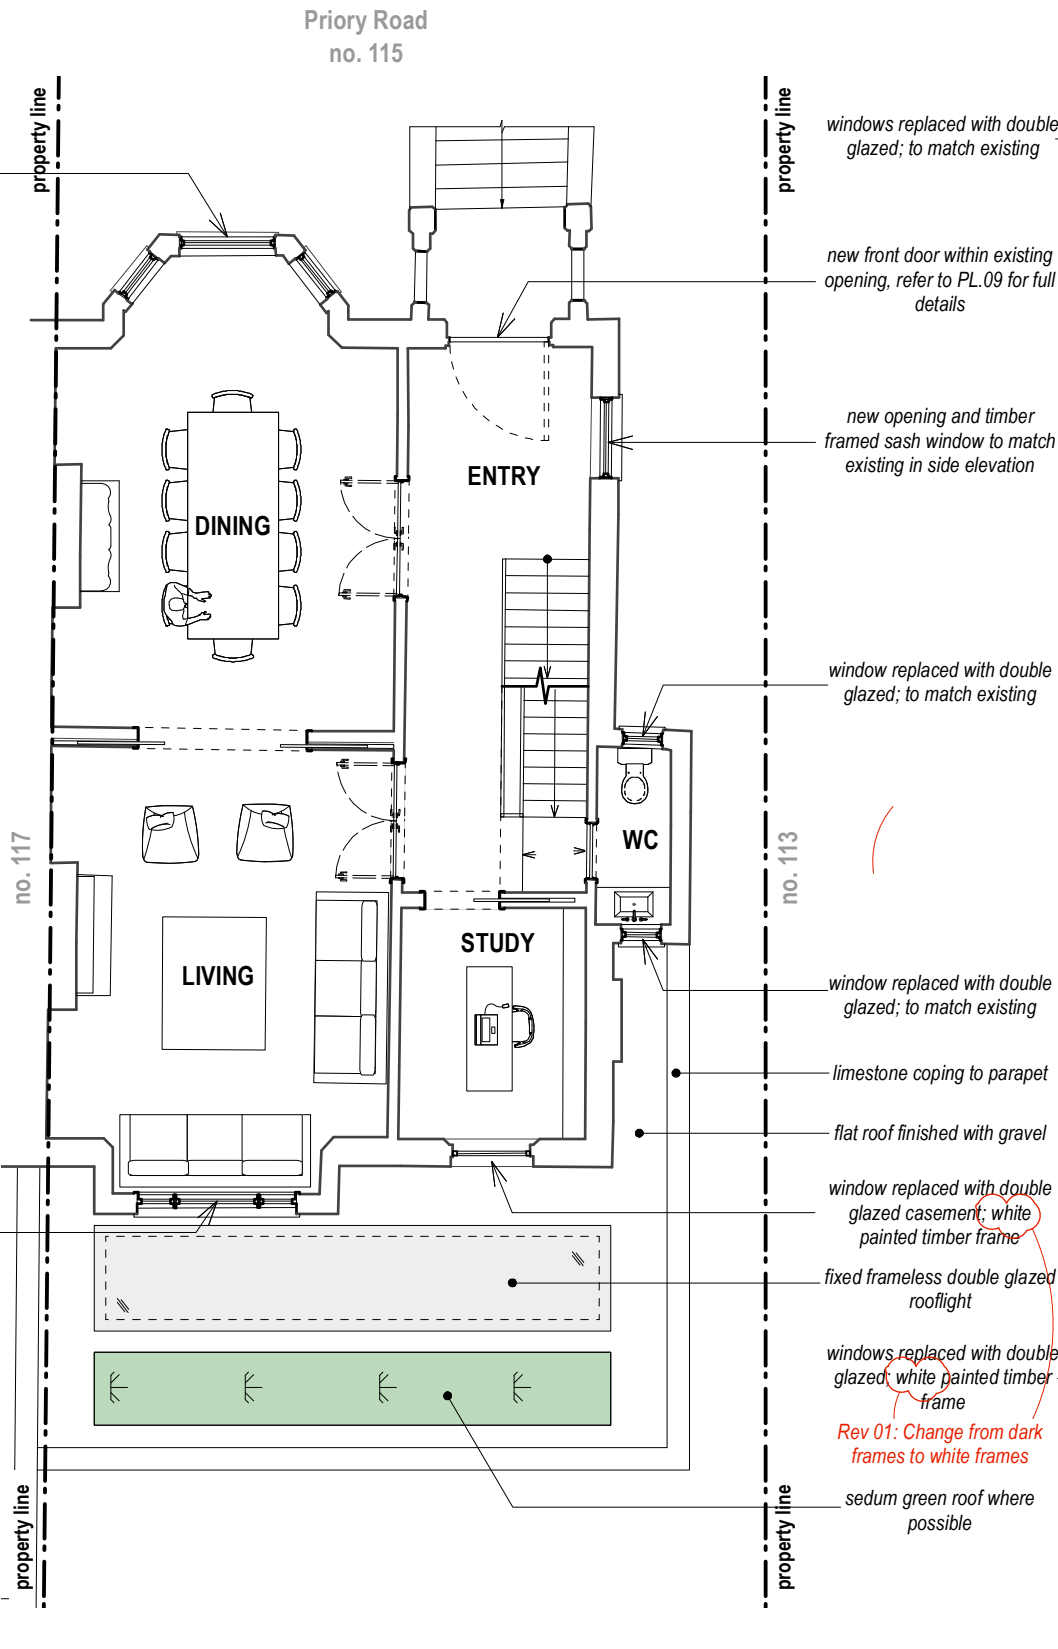 Priory Road
no. 115
property line
property line
windows replaced with double
glazed; to match existing
new front door within existing
opening, refer to PL.09 for full
details
new opening and timber
framed sash window to match
existing in side elevation
ENTRY
DINING
window replaced with double
glazed; to match existing
no. 117
WC
no. 113
STUDY
LIVING
window replaced with double
glazed; to match existing
limestone coping to parapet
flat roof finished with gravel
window replaced with double
glazed casement; white
painted timber frame
fixed frameless double glazed
rooflight
windows replaced with double
glazed; white painted timber
frame
Rev 01: Change from dark
frames to white frames
sedum green roof where
possible
property line
property line